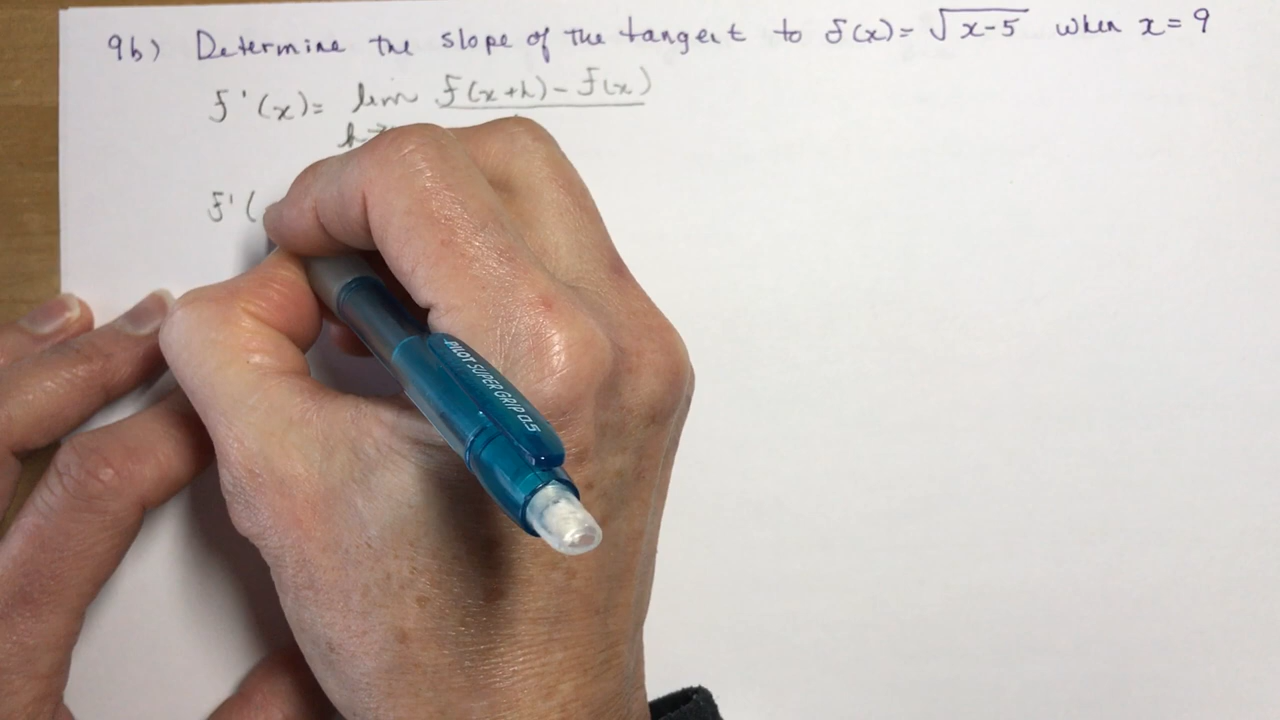 9b) Determine the slope of the tangent to f(x) = √x-5 when x = 9
f'(x) = lim f(x+h) - f(x)
h→
f'(
PILOT SUPER GRIP 0.5